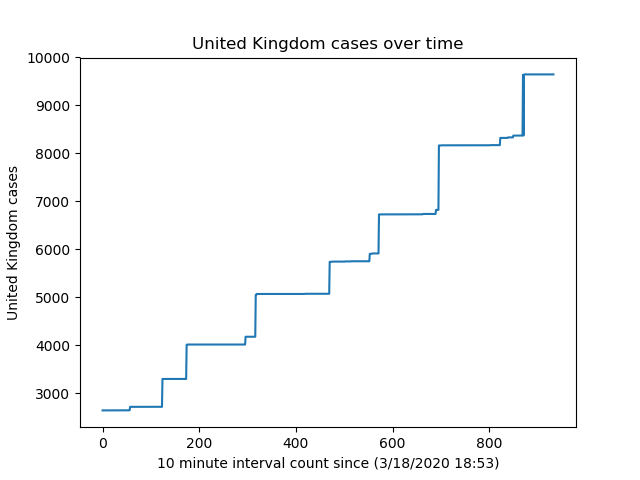 United Kingdom cases over time
10000
9000
8000
7000
6000
5000
4000
3000
United Kingdom cases
0 200 400 600 800
10 minute interval count since (3/18/2020 18:53)